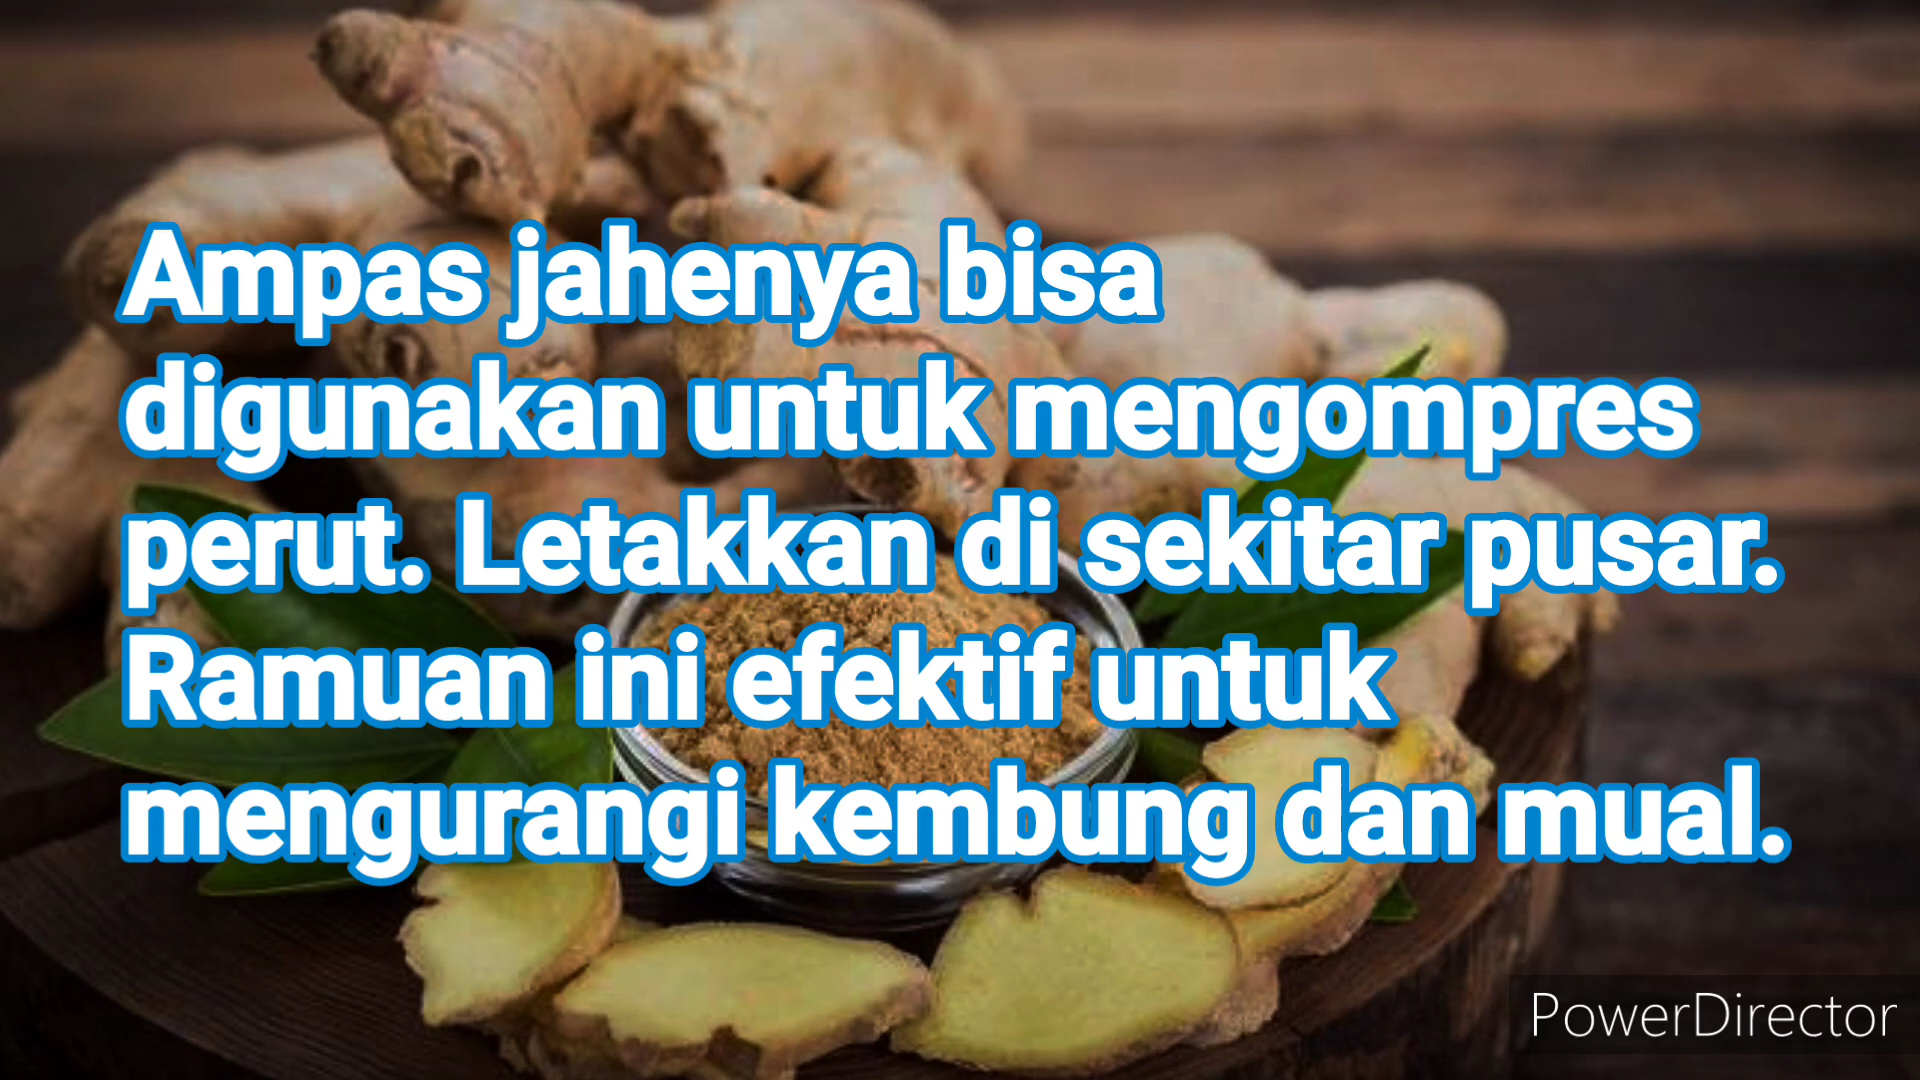 Ampas jahenya bisa
digunakan untuk mengompres
perut. Letakkan di sekitar pusar.
Ramuan ini efektif untuk
mengurangi kembung dan mual.
PowerDirector